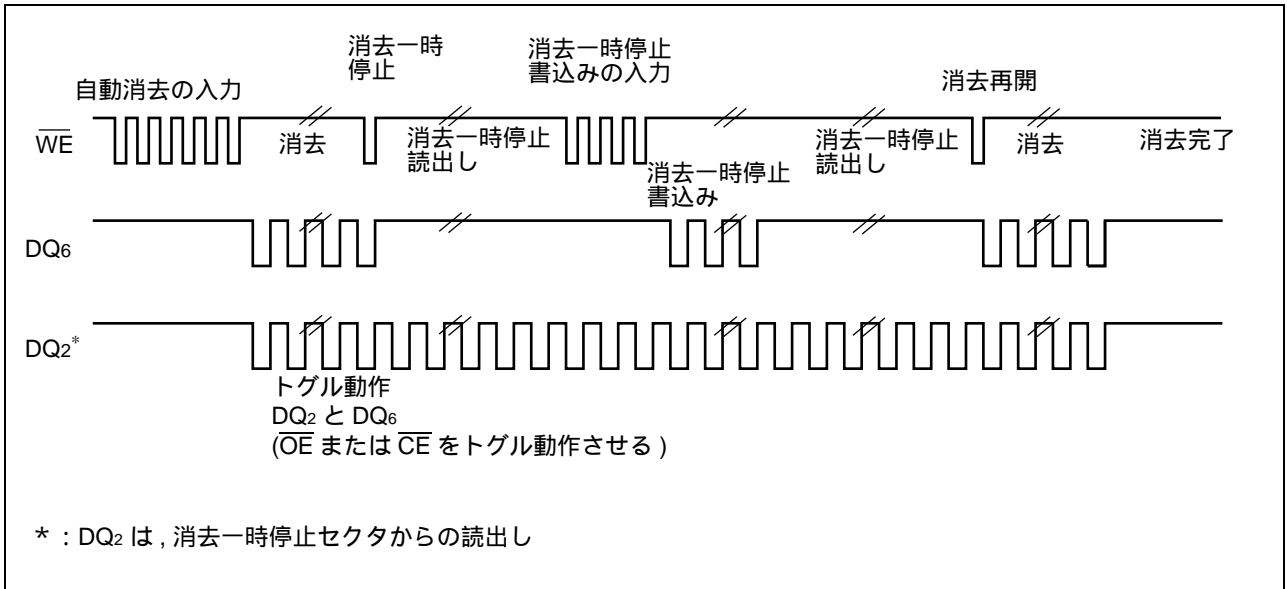 自動消去の入力
消去一時
停止
消去一時停止
書込みの入力
消去再開
WE
消去
消去一時停止
読出し
消去一時停止
書込み
消去一時停止
読出し
消去
消去完了
DQ6
DQ2*
トグル動作
DQ2 と DQ6
(OE または CE をトグル動作させる )
* : DQ2 は , 消去一時停止セクタからの読出し